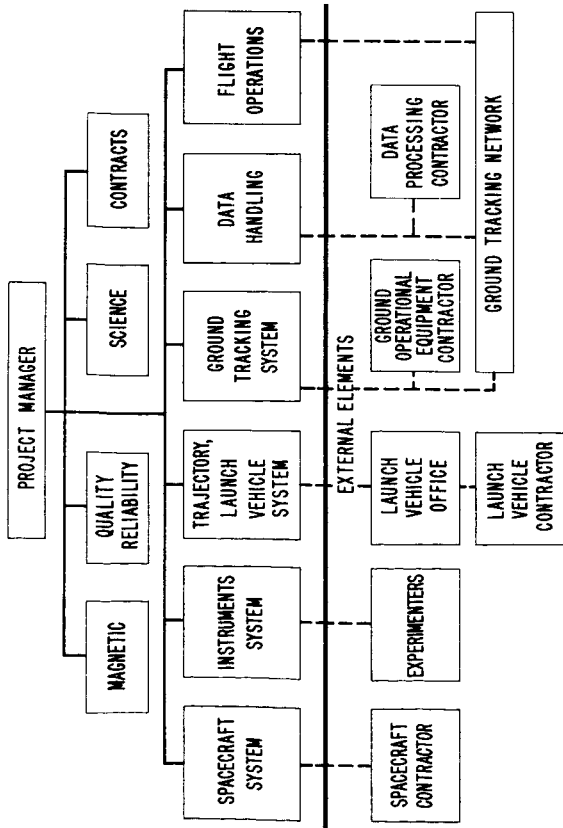 PROJECT MANAGER
MAGNETIC
QUALITY
RELIABILITY
SCIENCE
CONTRACTS
SPACECRAFT
SYSTEM
INSTRUMENTS
SYSTEM
TRAJECTORY,
LAUNCH
VEHICLE
SYSTEM
GROUND
TRACKING
SYSTEM
DATA
HANDLING
FLIGHT
OPERATIONS
EXTERNAL ELEMENTS
SPACECRAFT
CONTRACTOR
EXPERIMENTERS
LAUNCH
VEHICLE
OFFICE
GROUND
OPERATIONAL
EQUIPMENT
CONTRACTOR
DATA
PROCESSING
CONTRACTOR
LAUNCH
VEHICLE
CONTRACTOR
GROUND TRACKING NETWORK